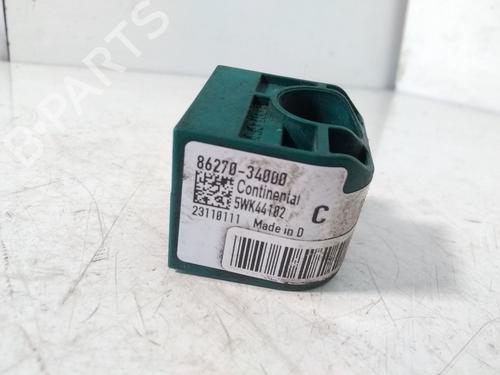 86270-34000
Continental
5WK44102
C
23110111
Made in D
B-PARTS